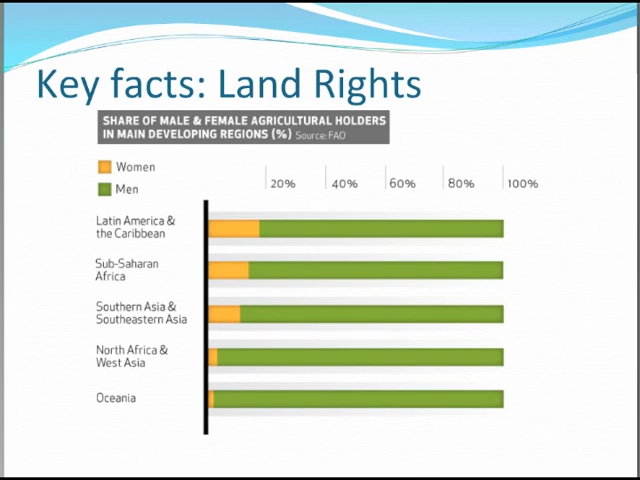 Key facts: Land Rights
SHARE OF MALE & FEMALE AGRICULTURAL HOLDERS
IN MAIN DEVELOPING REGIONS (%) Source: FAO
Women
Men
20% 40% 60% 80% 100%
Latin America &
the Caribbean
Sub-Saharan
Africa
Southern Asia &
Southeastern Asia
North Africa &
West Asia
Oceania